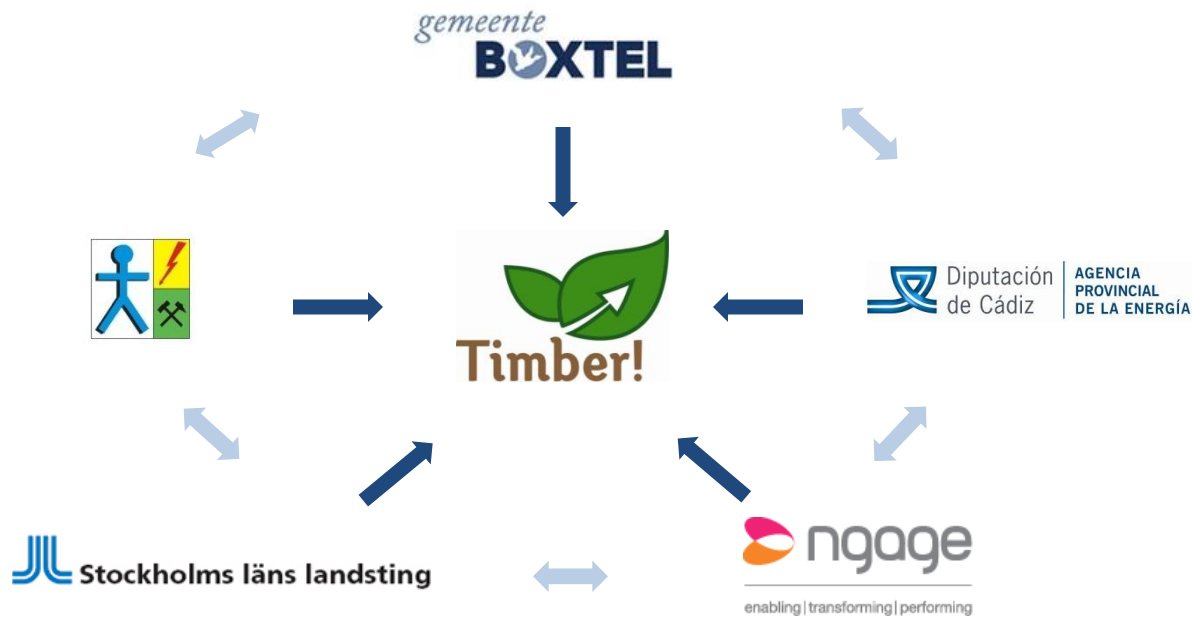 gemeente
BOXTEL
Diputación
de Cádiz
AGENCIA
PROVINCIAL
DE LA ENERGÍA
Timber!
Stockholms läns landsting
ngage
enabling|transforming|performing